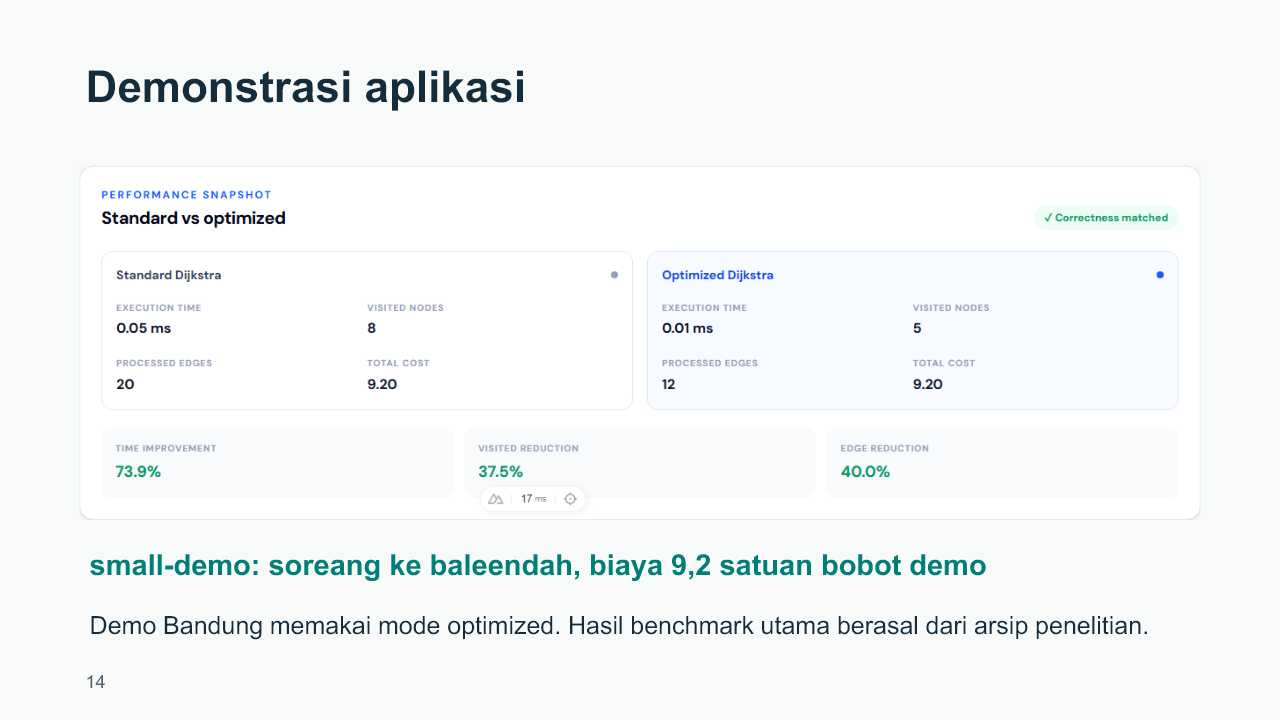 Demonstrasi aplikasi
PERFORMANCE SNAPSHOT
Standard vs optimized
✓ Correctness matched
Standard Dijkstra
EXECUTION TIME
VISITED NODES
0.05 ms
8
PROCESSED EDGES
TOTAL COST
20
9.20
Optimized Dijkstra
EXECUTION TIME
VISITED NODES
0.01 ms
5
PROCESSED EDGES
TOTAL COST
12
9.20
TIME IMPROVEMENT
73.9%
VISITED REDUCTION
37.5%
EDGE REDUCTION
40.0%
17 ms
small-demo: soreang ke baleendah, biaya 9,2 satuan bobot demo
Demo Bandung memakai mode optimized. Hasil benchmark utama berasal dari arsip penelitian.
14